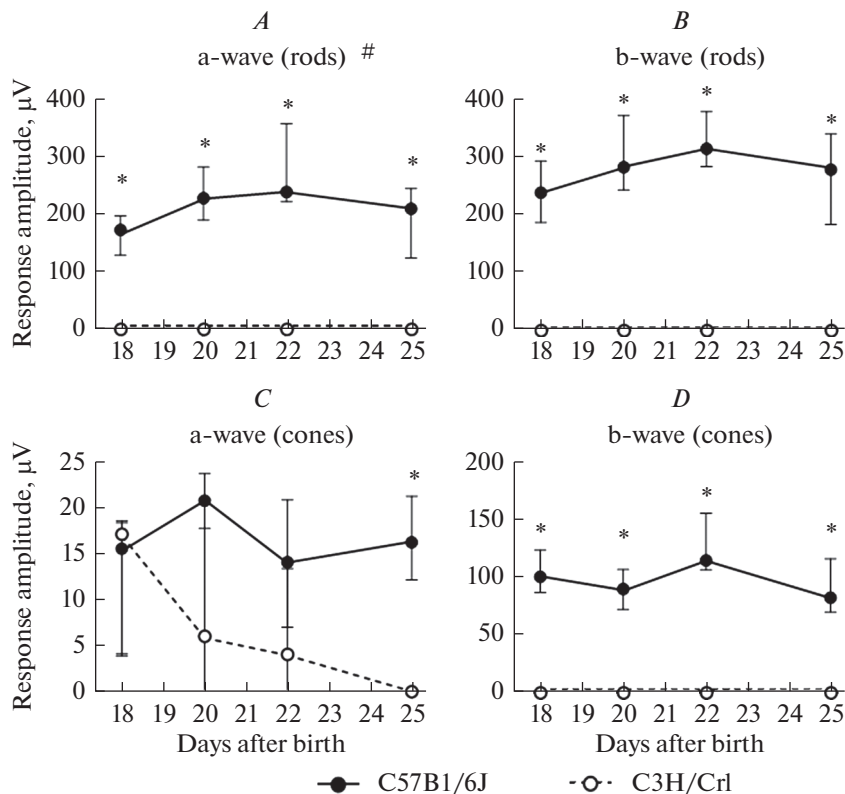 A
a-wave (rods) #
B
b-wave (rods)
Response amplitude, µV
400
300
200
100
0
* * * *
18 19 20 22 23 24 25
400
300
200
100
0
* * * *
18 19 20 22 23 24 25
C
a-wave (cones)
D
b-wave (cones)
Response amplitude, µV
25
20
15
10
5
0
*
18 19 20 21 22 23 24 25
Days after birth
200
150
100
50
0
* * * *
18 19 20 21 22 23 24 25
Days after birth
C57B1/6J
C3H/Crl